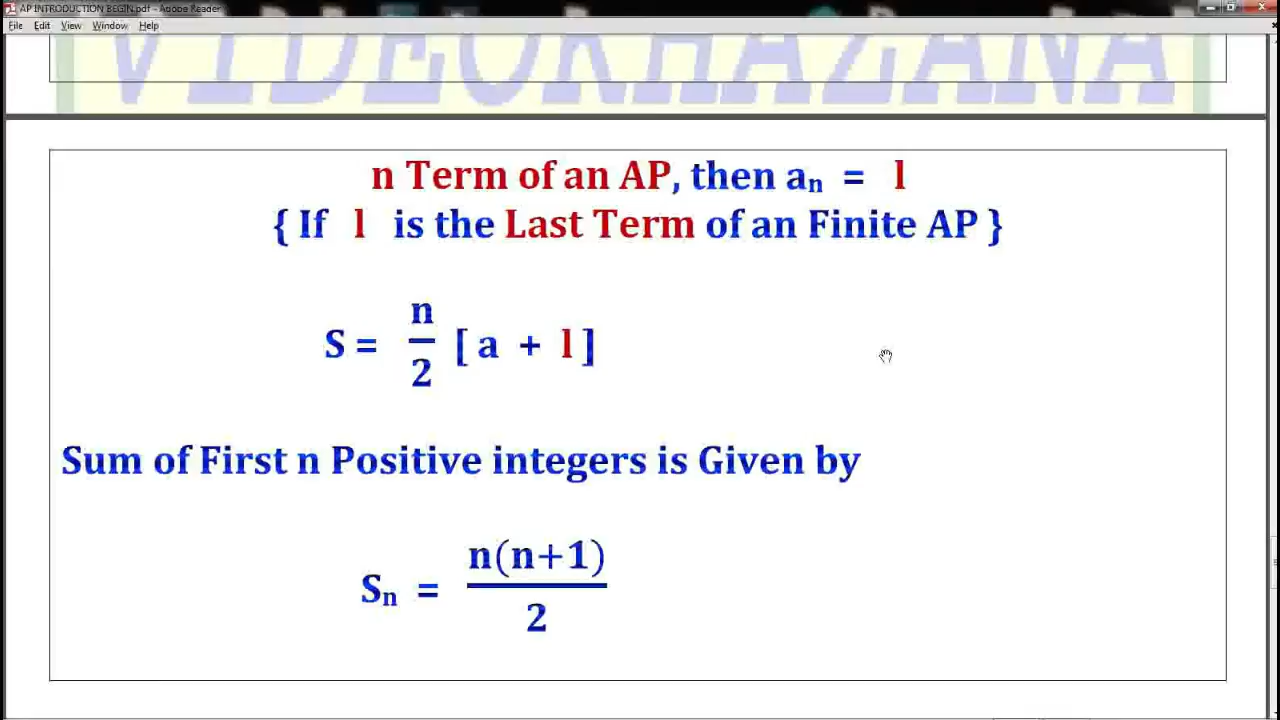 AP INTRODUCTION BEGIN.pdf - Adobe Reader
File Edit View Window Help
VIDEOKHAZANA
n Term of an AP, then aₙ = l
{ If l is the Last Term of an Finite AP }
S = n/2 [ a + l ]
Sum of First n Positive integers is Given by
Sₙ = n(n+1)/2